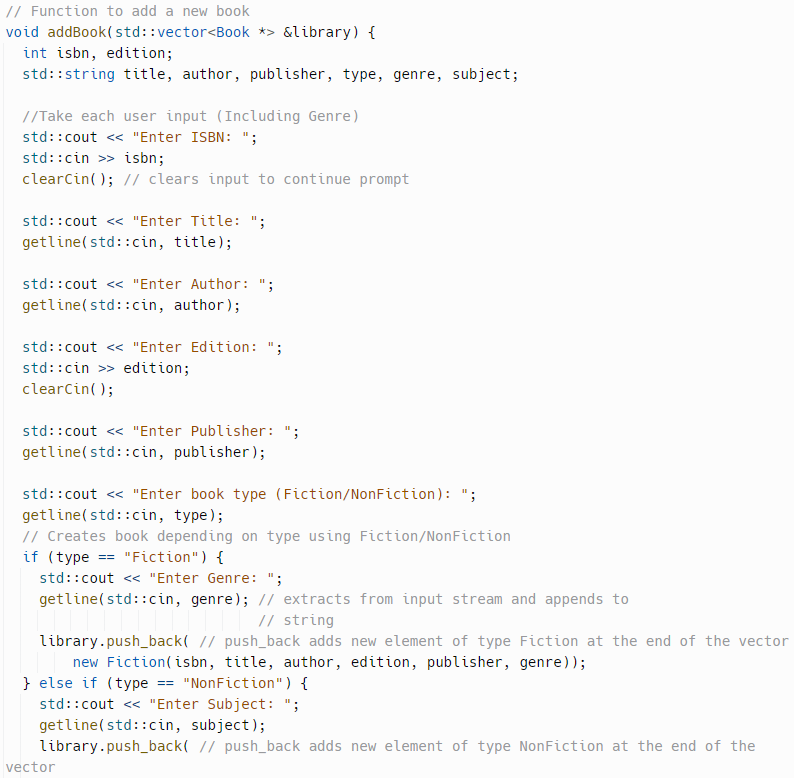 // Function to add a new book
void addBook(std::vector<Book *> &library) {
  int isbn, edition;
  std::string title, author, publisher, type, genre, subject;

  //Take each user input (Including Genre)
  std::cout << "Enter ISBN: ";
  std::cin >> isbn;
  clearCin(); // clears input to continue prompt

  std::cout << "Enter Title: ";
  getline(std::cin, title);

  std::cout << "Enter Author: ";
  getline(std::cin, author);

  std::cout << "Enter Edition: ";
  std::cin >> edition;
  clearCin();

  std::cout << "Enter Publisher: ";
  getline(std::cin, publisher);

  std::cout << "Enter book type (Fiction/NonFiction): ";
  getline(std::cin, type);
  // Creates book depending on type using Fiction/NonFiction
  if (type == "Fiction") {
    std::cout << "Enter Genre: ";
    getline(std::cin, genre); // extracts from input stream and appends to
                              // string
    library.push_back( // push_back adds new element of type Fiction at the end of the vector
        new Fiction(isbn, title, author, edition, publisher, genre));
  } else if (type == "NonFiction") {
    std::cout << "Enter Subject: ";
    getline(std::cin, subject);
    library.push_back( // push_back adds new element of type NonFiction at the end of the
vector